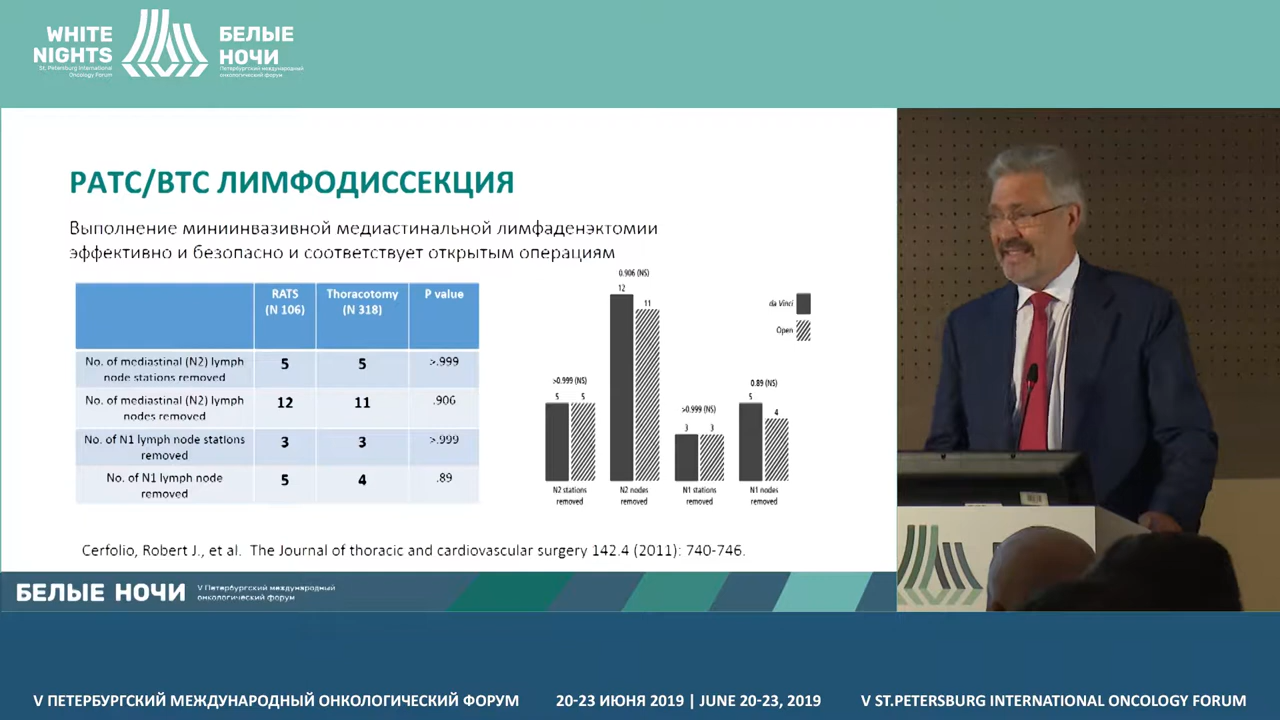 WHITE
NIGHTS
St. Petersburg International
Oncology Forum
БЕЛЫЕ
НОЧИ
Петербургский международный
онкологический форум
РАТС/ВТС ЛИМФОДИССЕКЦИЯ
Выполнение миниинвазивной медиастинальной лимфаденэктомии
эффективно и безопасно и соответствует открытым операциям
RATS Thoracotomy P value
(N 106) (N 318)
No. of mediastinal (N2) lymph
node stations removed 5 5 >.999
No. of mediastinal (N2) lymph
nodes removed 12 11 .906
No. of N1 lymph node stations
removed 3 3 >.999
No. of N1 lymph node
removed 5 4 .89
0.906 (NS)
12
11
da Vinci
Open
>0.999 (NS)
5 5
>0.999 (NS)
3 3
0.89 (NS)
5
4
N2 stations N2 nodes N1 stations N1 nodes
removed removed removed removed
Cerfolio, Robert J., et al. The Journal of thoracic and cardiovascular surgery 142.4 (2011): 740-746.
БЕЛЫЕ НОЧИ
V Петербургский международный
онкологический форум
V ПЕТЕРБУРГСКИЙ МЕЖДУНАРОДНЫЙ ОНКОЛОГИЧЕСКИЙ ФОРУМ 20-23 ИЮНЯ 2019 | JUNE 20-23, 2019 V ST.PETERSBURG INTERNATIONAL ONCOLOGY FORUM